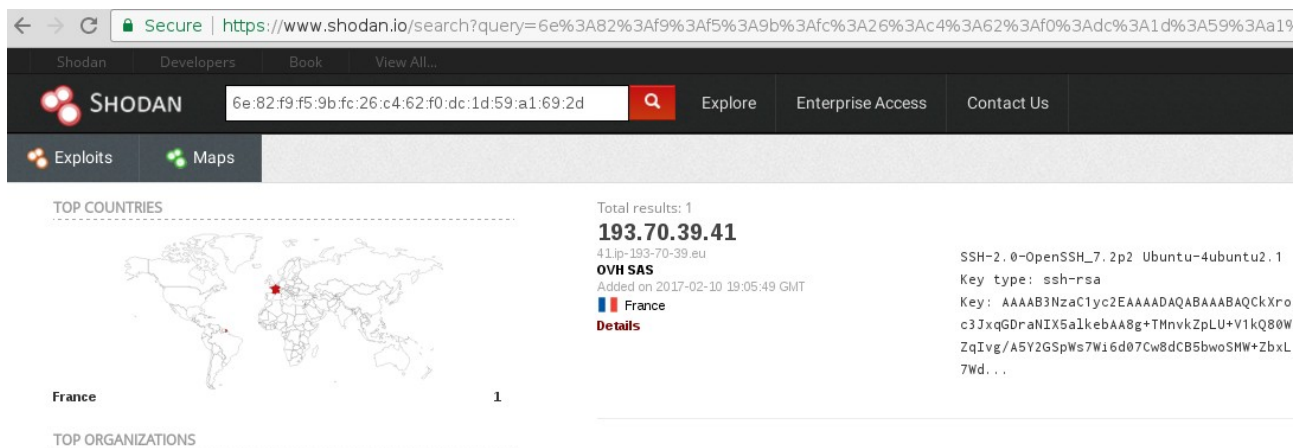 Secure | https://www.shodan.io/search?query=6e%3A82%3Af9%3Af5%3A9b%3Afc%3A26%3Ac4%3A62%3Af0%3Adc%3A1d%3A59%3Aa1%
Shodan Developers Book View All...
SHODAN 6e:82:f9:f5:9b:fc:26:c4:62:f0:dc:1d:59:a1:69:2d Explore Enterprise Access Contact Us
Exploits Maps
TOP COUNTRIES
France 1
TOP ORGANIZATIONS
Total results: 1
193.70.39.41
41.ip-193-70-39.eu
OVH SAS
Added on 2017-02-10 19:05:49 GMT
France
Details
SSH-2.0-OpenSSH_7.2p2 Ubuntu-4ubuntu2.1
Key type: ssh-rsa
Key: AAAAB3NzaC1yc2EAAAADAQABAAABAQCkXro
c3JxqGDraNIX5alkebAA8g+TMnvkZpLU+V1kQ80W
ZqIvg/A5Y2GSpWs7Wi6d07Cw8dCB5bwoSMW+ZbxL
7Wd...